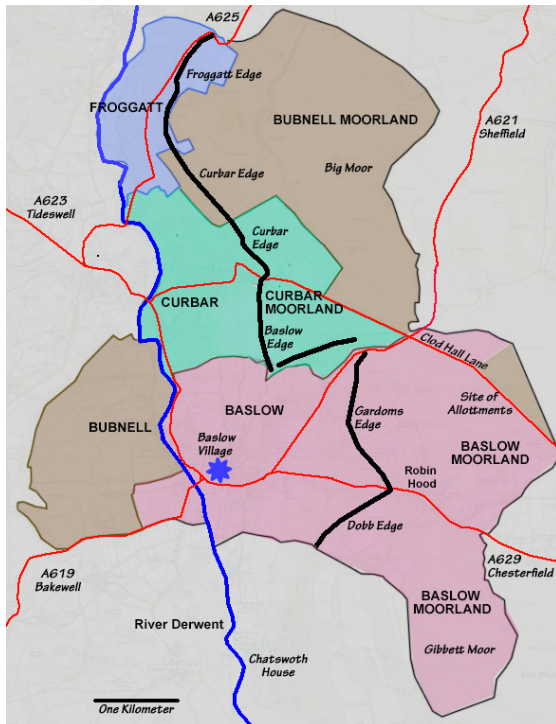 A625
Froggatt Edge
FROGGATT
BUBNELL MOORLAND
A621
Sheffield
Big Moor
Curbar Edge
A623
Tideswell
Curbar
Edge
CURBAR
CURBAR
MOORLAND
Baslow
Edge
Clod Hall Lane
BUBNELL
BASLOW
Gardoms
Edge
Site of
Allottments
Baslow
Village
BASLOW
MOORLAND
Robin
Hood
Dobb Edge
A619
Bakewell
A629
Chesterfield
BASLOW
MOORLAND
River Derwent
Gibbett Moor
Chatswoth
House
One Kilometer